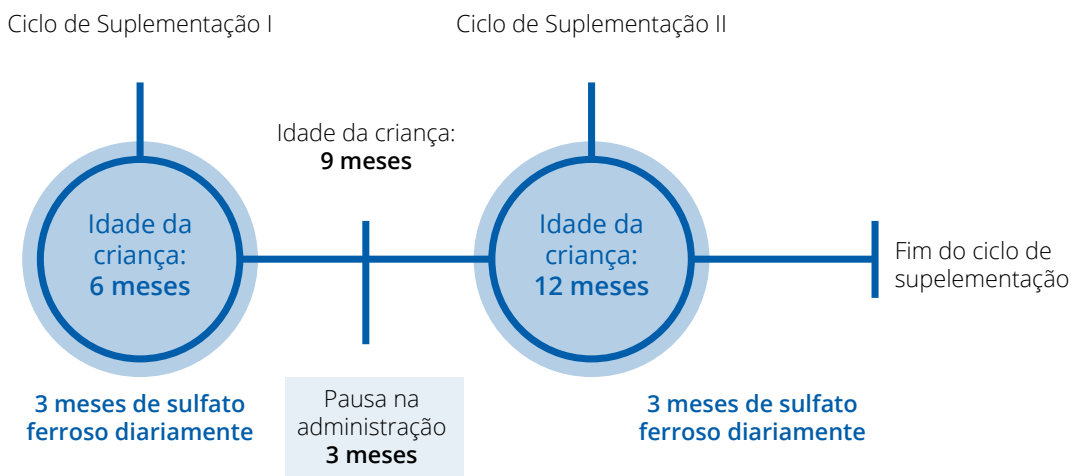 Ciclo de Suplementação I
Ciclo de Suplementação II
Idade da criança:
9 meses
Idade da
criança:
6 meses
Idade da
criança:
12 meses
Fim do ciclo de
supelementação
3 meses de sulfato
ferroso diariamente
Pausa na
administração
3 meses
3 meses de sulfato
ferroso diariamente